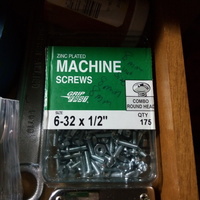 ZINC PLATED
MACHINE
SCREWS
GRIP
COMBO
ROUND HEAD
SIZE
6-32 x 1/2"
QTY
175